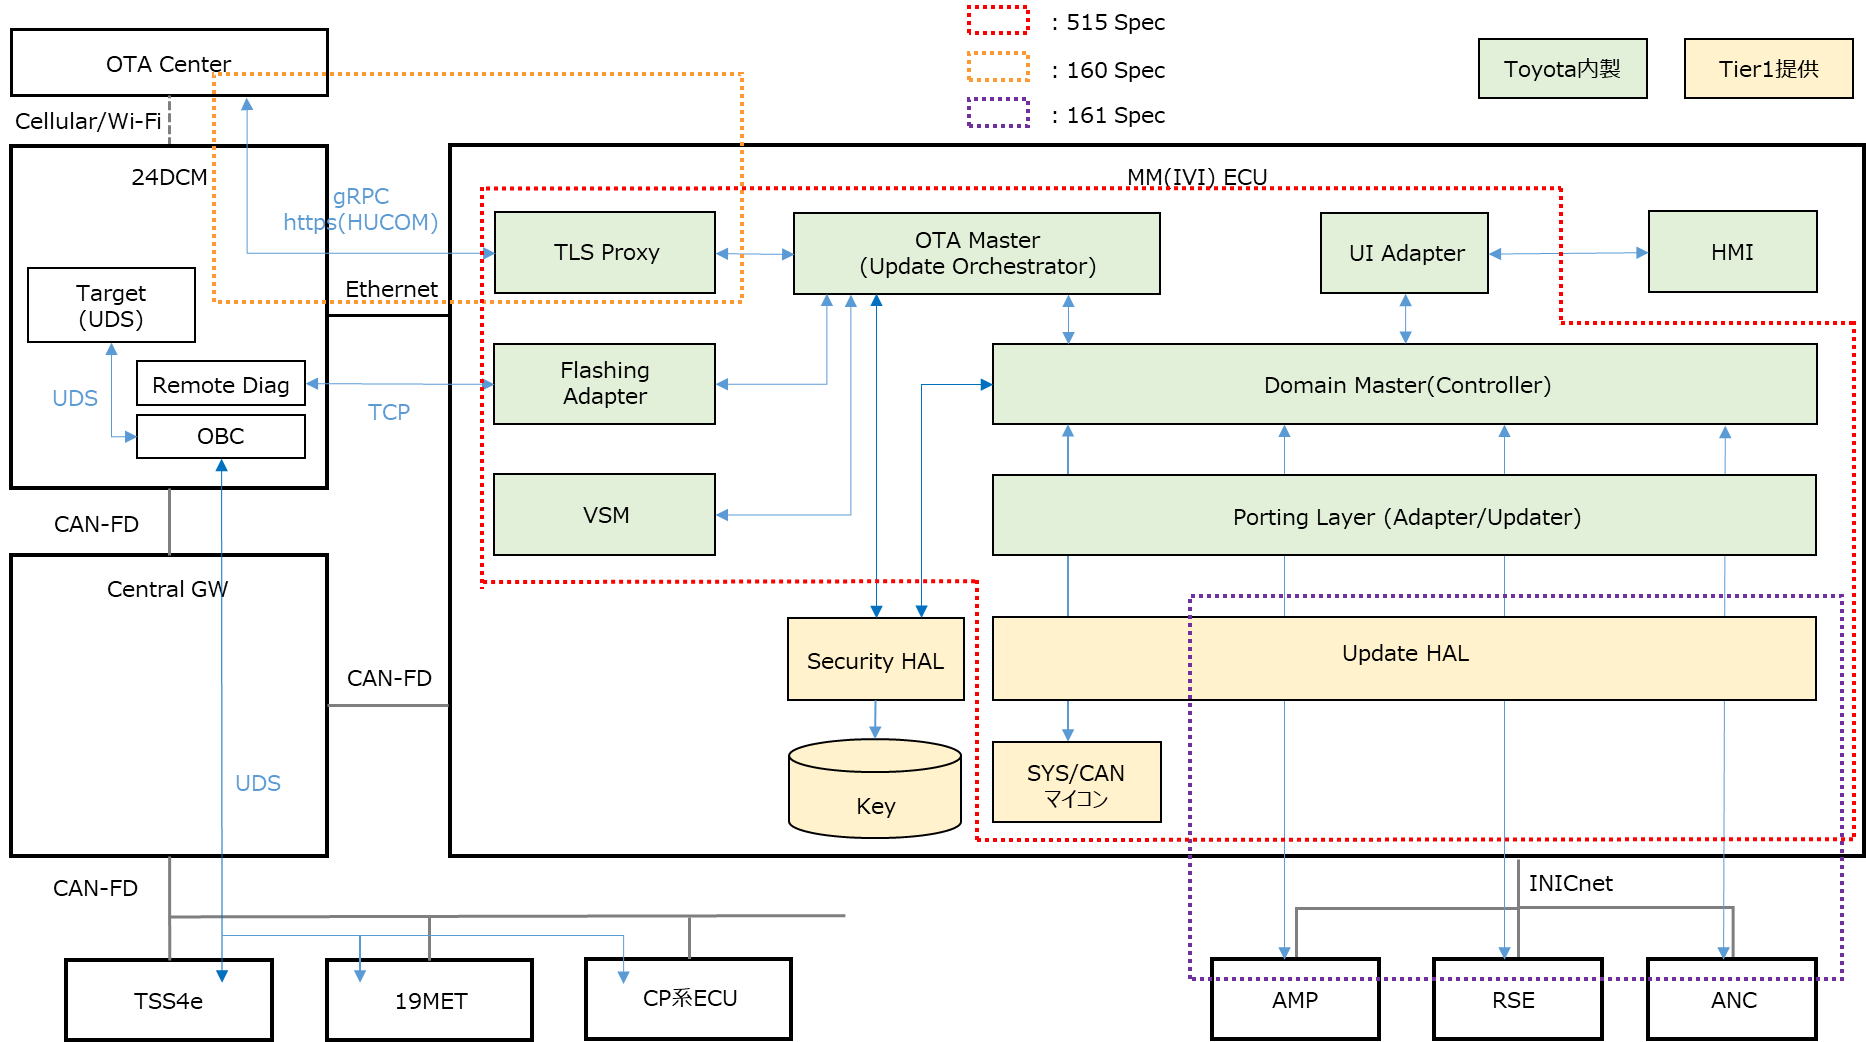 : 515 Spec
: 160 Spec
: 161 Spec
Toyota内製
Tier1提供
OTA Center
Cellular/Wi-Fi
24DCM
gRPC
https(HUCOM)
Ethernet
Target
(UDS)
UDS
Remote Diag
OBC
TCP
CAN-FD
Central GW
CAN-FD
UDS
CAN-FD
TSS4e
19MET
CP系ECU
MM(IVI) ECU
TLS Proxy
OTA Master
(Update Orchestrator)
UI Adapter
HMI
Flashing
Adapter
Domain Master(Controller)
VSM
Porting Layer (Adapter/Updater)
Security HAL
Update HAL
Key
SYS/CAN
マイコン
INICnet
AMP
RSE
ANC